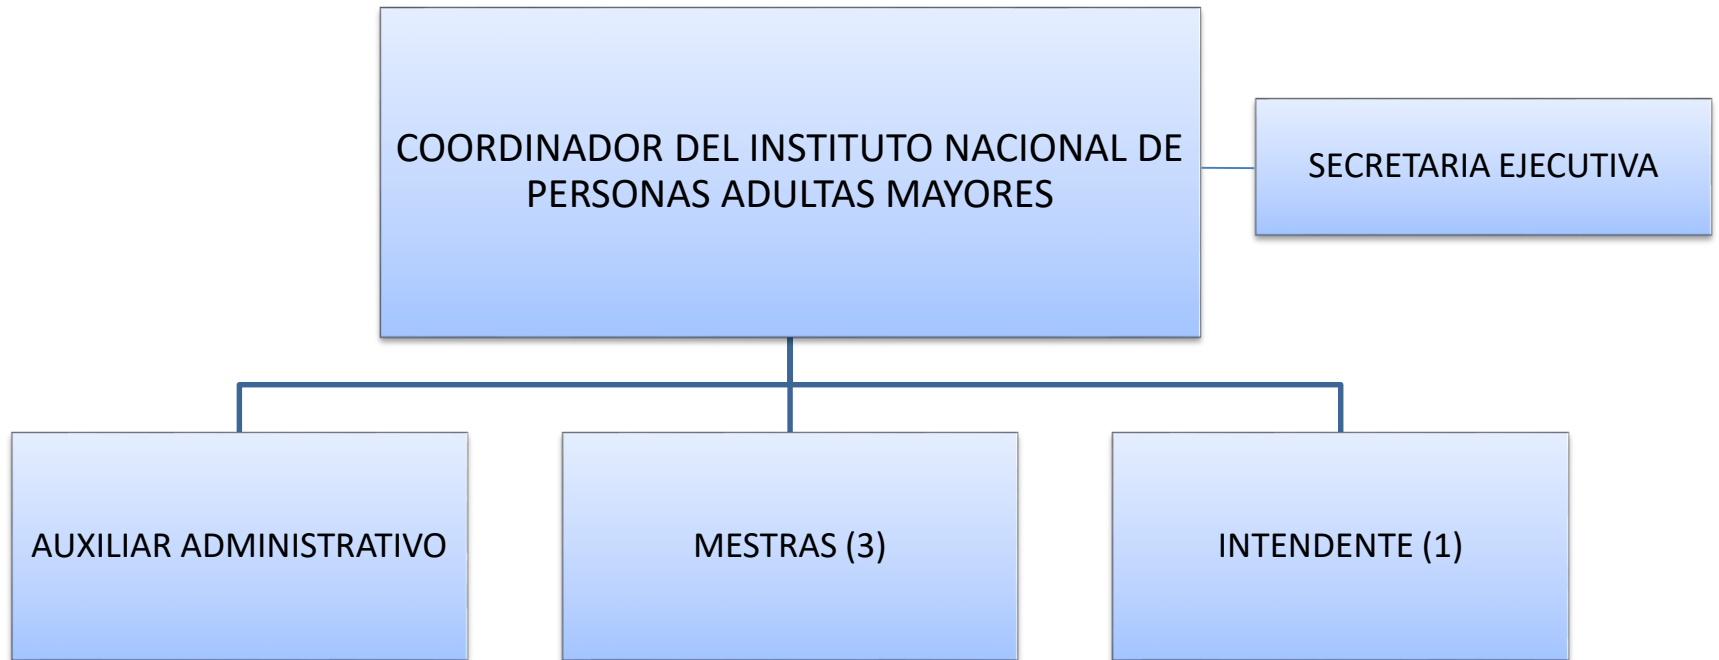 COORDINADOR DEL INSTITUTO NACIONAL DE
PERSONAS ADULTAS MAYORES
SECRETARIA EJECUTIVA
AUXILIAR ADMINISTRATIVO
MESTRAS (3)
INTENDENTE (1)